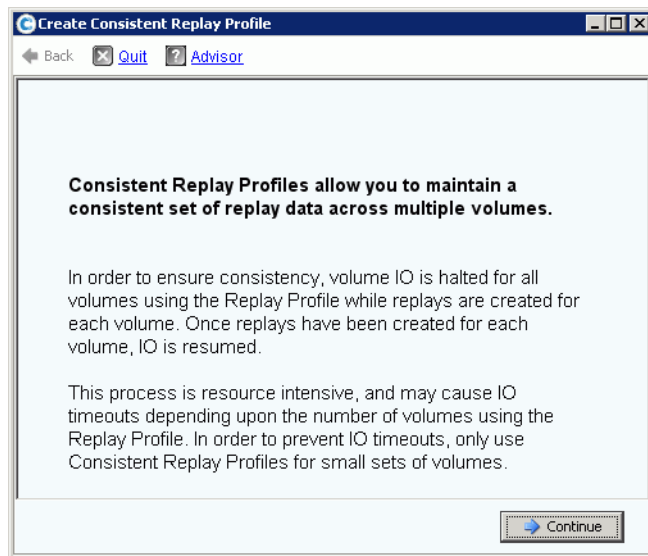 Create Consistent Replay Profile
Back Quit Advisor
Consistent Replay Profiles allow you to maintain a
consistent set of replay data across multiple volumes.
In order to ensure consistency, volume IO is halted for all
volumes using the Replay Profile while replays are created for
each volume. Once replays have been created for each
volume, IO is resumed.
This process is resource intensive, and may cause IO
timeouts depending upon the number of volumes using the
Replay Profile. In order to prevent IO timeouts, only use
Consistent Replay Profiles for small sets of volumes.
Continue